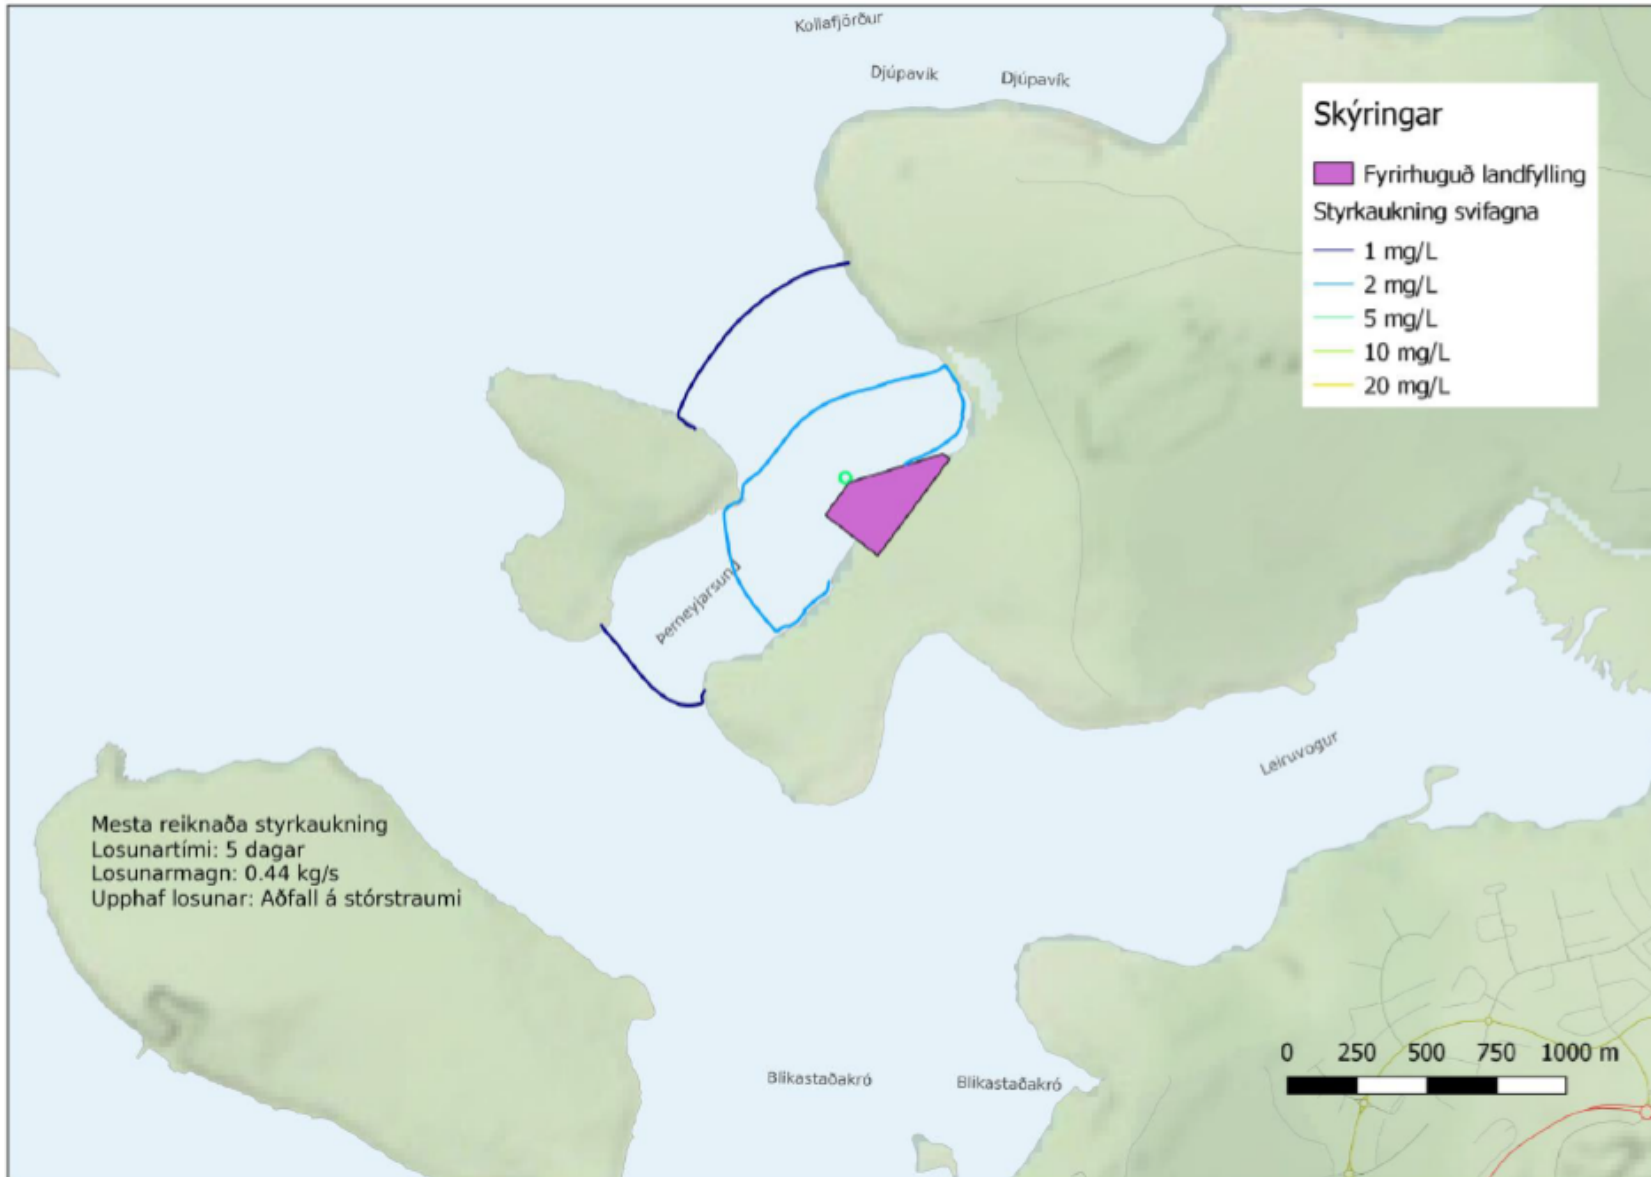 Kollafjörður
Djúpavík
Djúpavík
Skýringar
Fyrirhuguð landfylling
Styrkaukning svifagna
1 mg/L
2 mg/L
5 mg/L
10 mg/L
20 mg/L
Þerneyjarsund
Leiruvogur
Mesta reiknaða styrkaukning
Losunartími: 5 dagar
Losunarmagn: 0.44 kg/s
Upphaf losunar: Aðfall á stórstraumi
0 250 500 750 1000 m
Blikastaðakró
Blikastaðakró